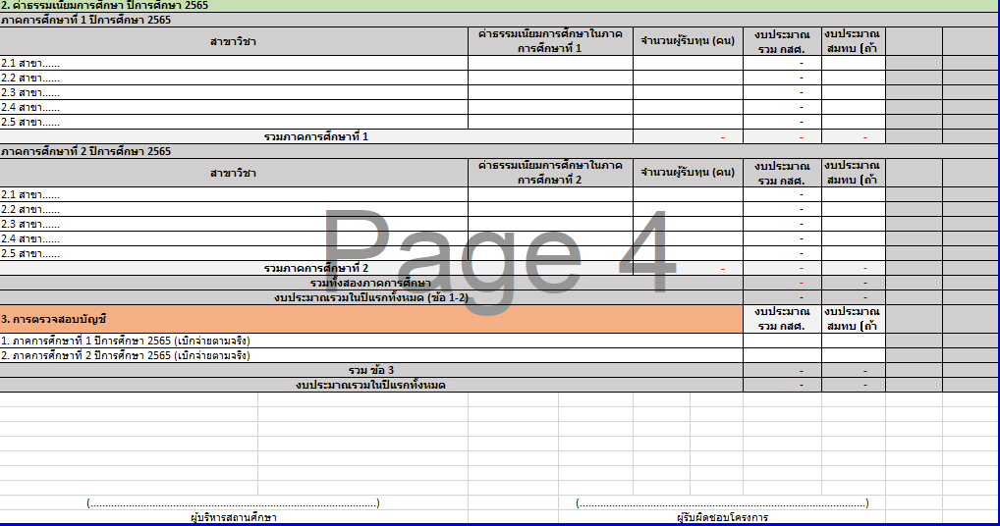 2. ค่าธรรมเนียมการศึกษา ปีการศึกษา 2565
ภาคการศึกษาที่ 1 ปีการศึกษา 2565
สาขาวิชา ค่าธรรมเนียมการศึกษาในภาคการศึกษาที่ 1 จำนวนผู้รับทุน (คน) งบประมาณรวม กสศ. งบประมาณสมทบ (ถ้า
2.1 สาขา...... -
2.2 สาขา...... -
2.3 สาขา...... -
2.4 สาขา...... -
2.5 สาขา...... -
รวมภาคการศึกษาที่ 1 - - -
ภาคการศึกษาที่ 2 ปีการศึกษา 2565
สาขาวิชา ค่าธรรมเนียมการศึกษาในภาคการศึกษาที่ 2 จำนวนผู้รับทุน (คน) งบประมาณรวม กสศ. งบประมาณสมทบ (ถ้า
2.1 สาขา...... -
2.2 สาขา...... -
2.3 สาขา...... -
2.4 สาขา...... -
2.5 สาขา...... -
Page 4
รวมภาคการศึกษาที่ 2 - - -
รวมทั้งสองภาคการศึกษา - -
งบประมาณรวมในปีแรกทั้งหมด (ข้อ 1-2) - -
3. การตรวจสอบบัญชี งบประมาณรวม กสศ. งบประมาณสมทบ (ถ้า
1. ภาคการศึกษาที่ 1 ปีการศึกษา 2565 (เบิกจ่ายตามจริง)
2. ภาคการศึกษาที่ 2 ปีการศึกษา 2565 (เบิกจ่ายตามจริง)
รวม ข้อ 3 - -
งบประมาณรวมในปีแรกทั้งหมด - -
(..................................................................................................) (..................................................................................................)
ผู้บริหารสถานศึกษา ผู้รับผิดชอบโครงการ